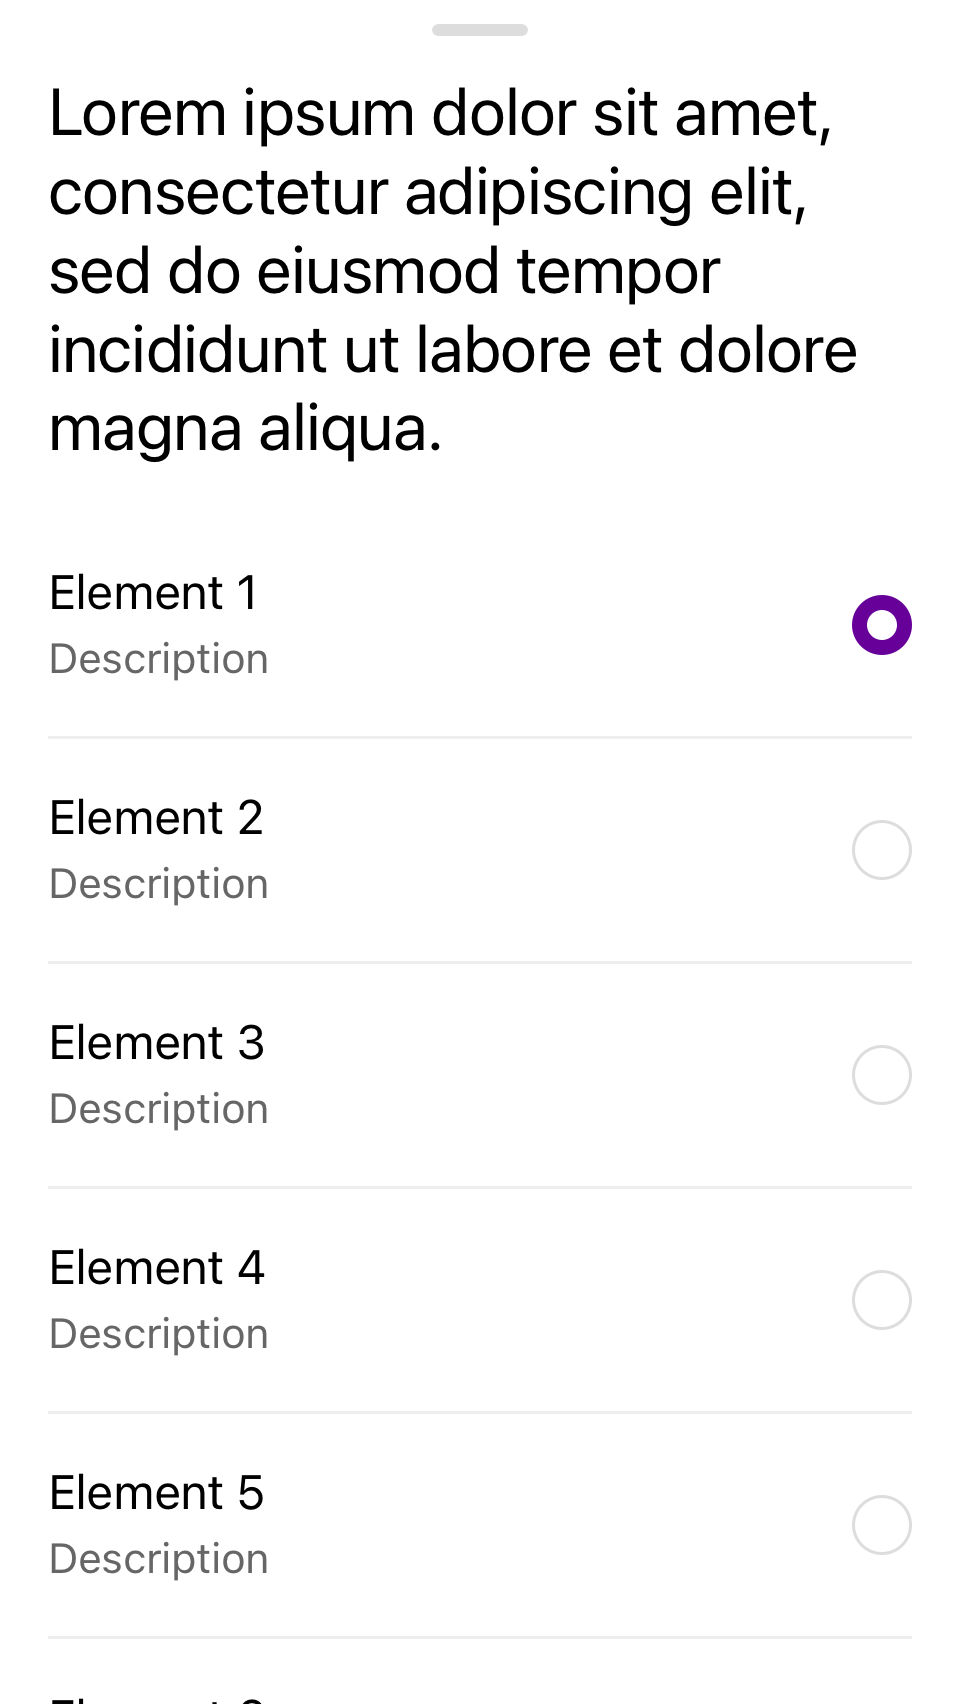 Lorem ipsum dolor sit amet,
consectetur adipiscing elit,
sed do eiusmod tempor
incididunt ut labore et dolore
magna aliqua.
Element 1
Description
Element 2
Description
Element 3
Description
Element 4
Description
Element 5
Description